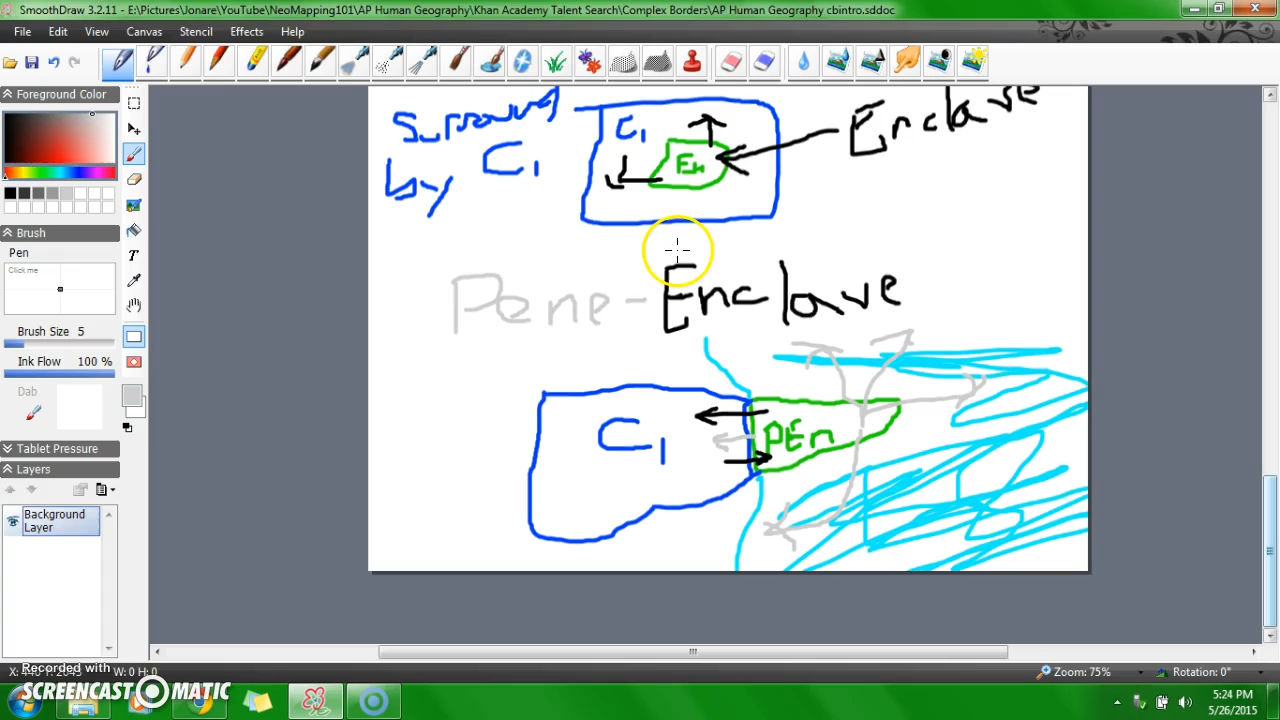 SmoothDraw 3.2.11 - E:\Pictures\Jonare\YouTube\NeoMapping101\AP Human Geography\Khan Academy Talent Search\Complex Borders\AP Human Geography cbintro.sddoc
File Edit View Canvas Stencil Effects Help
Foreground Color
Brush
Pen
Click me
Brush Size 5
Ink Flow 100 %
Dab
Tablet Pressure
Layers
Background Layer
by C1
C1
En
Enclave
Pene-Enclave
C1
PEn
W:0 H:0
Zoom: 75%
Rotation: 0°
Recorded with
SCREENCAST O MATIC
5:24 PM
5/26/2015